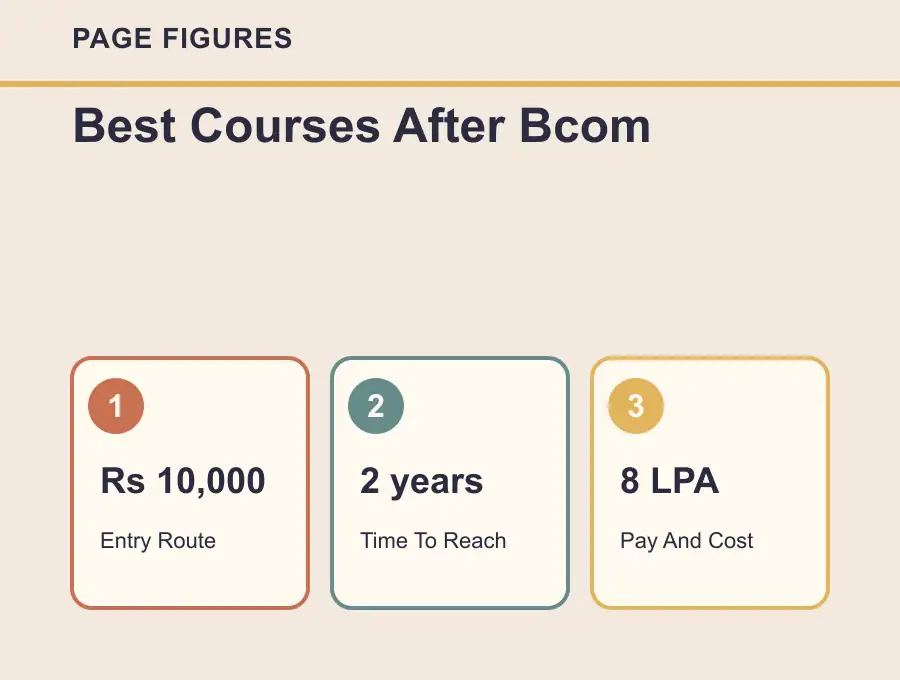 PAGE FIGURES
Best Courses After Bcom
1
Rs 10,000
Entry Route
2
2 years
Time To Reach
3
8 LPA
Pay And Cost